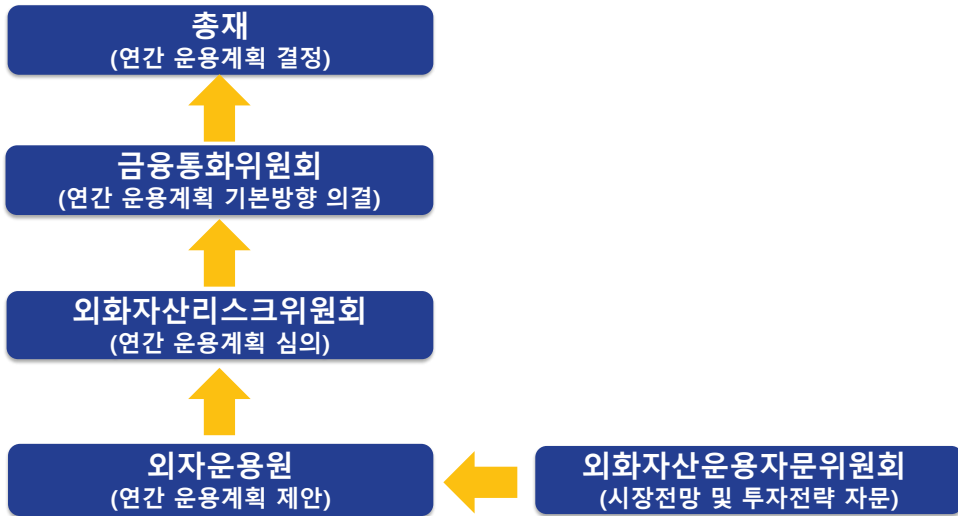 총재
(연간 운용계획 결정)
금융통화위원회
(연간 운용계획 기본방향 의결)
외화자산리스크위원회
(연간 운용계획 심의)
외자운용원
(연간 운용계획 제안)
외화자산운용자문위원회
(시장전망 및 투자전략 자문)